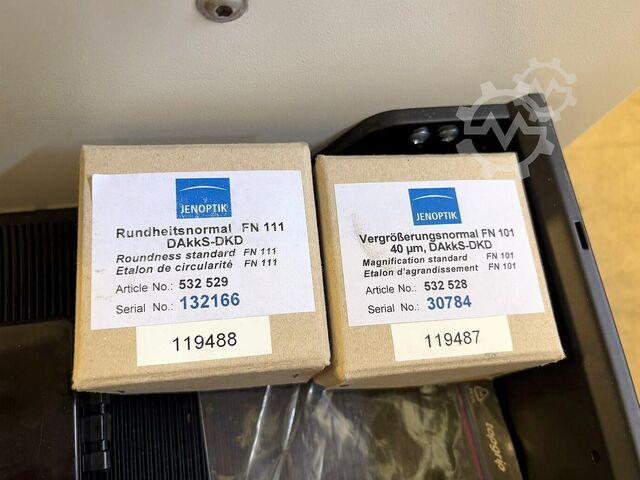 JENOPTIK
Rundheitsnormal FN 111
DAkkS-DKD
Roundness standard FN 111
Etalon de circularité FN 111
Article No.: 532 529
Serial No.: 132166
119488
JENOPTIK
Vergrößerungsnormal FN 101
40 µm, DAkkS-DKD
Magnification standard FN 101
Etalon d'agrandissement FN 101
Article No.: 532 528
Serial No.: 30784
119487